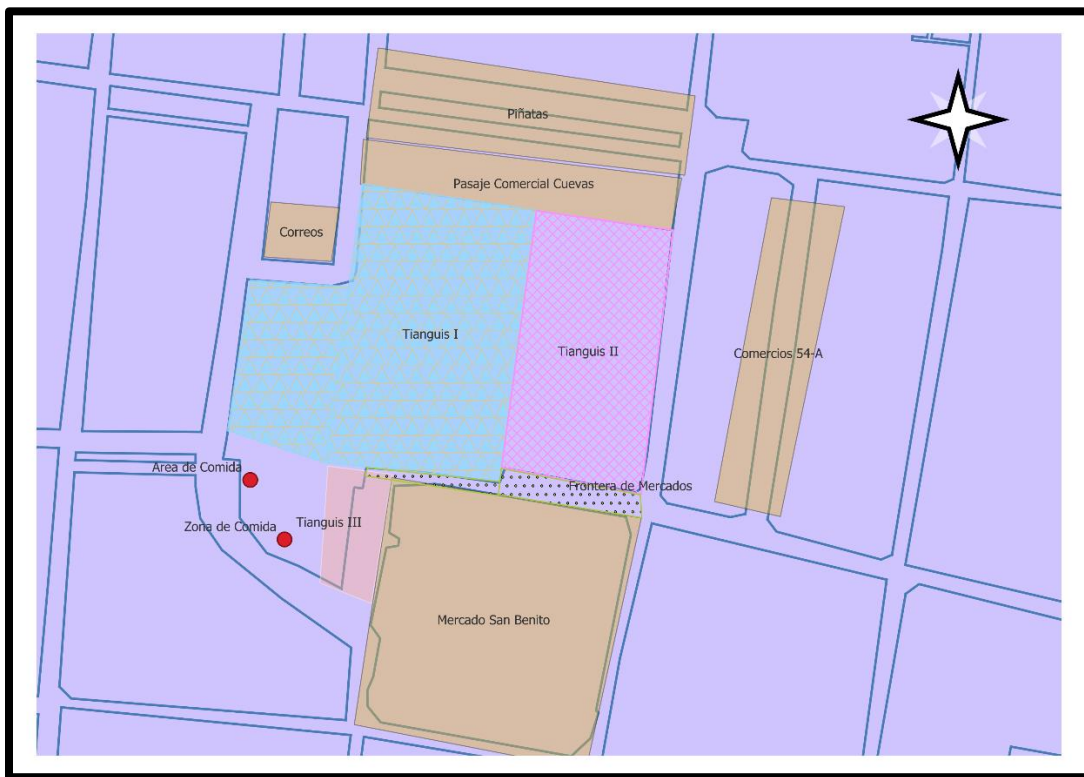 Piñatas
Pasaje Comercial Cuevas
Correos
Tianguis I
Tianguis II
Comercios 54-A
Area de Comida
Frontera de Mercados
Zona de Comida
Tianguis III
Mercado San Benito